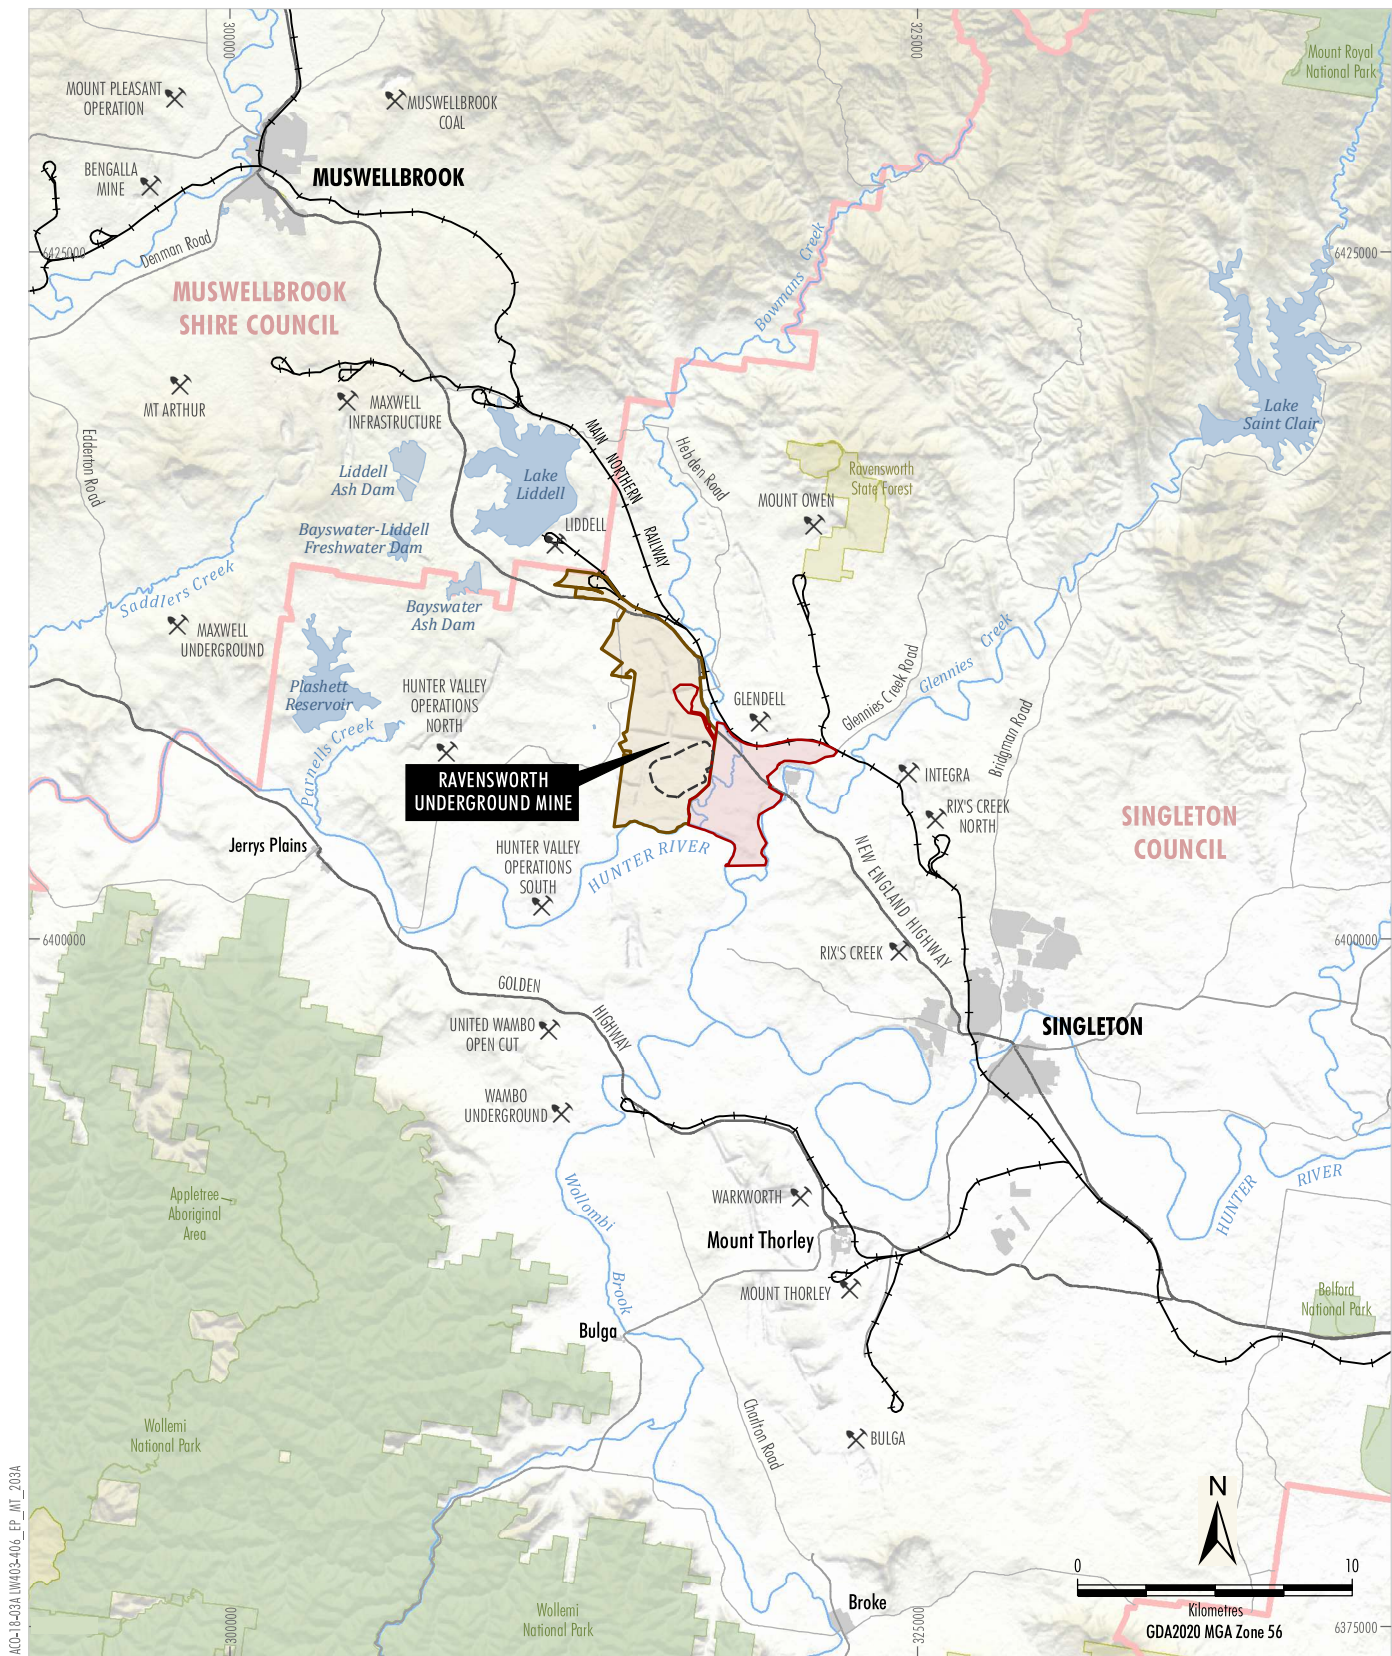 300000
325000
Mount Royal
National Park
MOUNT PLEASANT
OPERATION
MUSWELLBROOK
COAL
BENGALLA
MINE
MUSWELLBROOK
Denman Road
6425000
6425000
Bowmans Creek
MUSWELLBROOK
SHIRE COUNCIL
MT ARTHUR
MAXWELL
INFRASTRUCTURE
Lake
Saint Clair
Edderton Road
MAIN NORTHERN RAILWAY
Hebden Road
Liddell
Ash Dam
Lake
Liddell
Ravensworth
State Forest
MOUNT OWEN
LIDDELL
Bayswater-Liddell
Freshwater Dam
Saddlers Creek
Bayswater
Ash Dam
MAXWELL
UNDERGROUND
Glennies Creek
Glennies Creek Road
Plashett
Reservoir
HUNTER VALLEY
OPERATIONS
NORTH
GLENDELL
Parnells Creek
Bridgman Road
RAVENSWORTH
UNDERGROUND MINE
INTEGRA
RIX'S CREEK
NORTH
SINGLETON
COUNCIL
Jerrys Plains
HUNTER VALLEY
OPERATIONS
SOUTH
HUNTER RIVER
NEW ENGLAND HIGHWAY
6400000
6400000
RIX'S CREEK
GOLDEN HIGHWAY
UNITED WAMBO
OPEN CUT
SINGLETON
WAMBO
UNDERGROUND
Wollombi Brook
Appletree
Aboriginal
Area
WARKWORTH
HUNTER RIVER
Mount Thorley
MOUNT THORLEY
Belford
National Park
Bulga
Charlton Road
Wollemi
National Park
BULGA
N
0 10
Kilometres
GDA2020 MGA Zone 56
Broke
Wollemi
National Park
300000
325000
6375000
ACO-18-03A LW403-406_EP_MT_203A